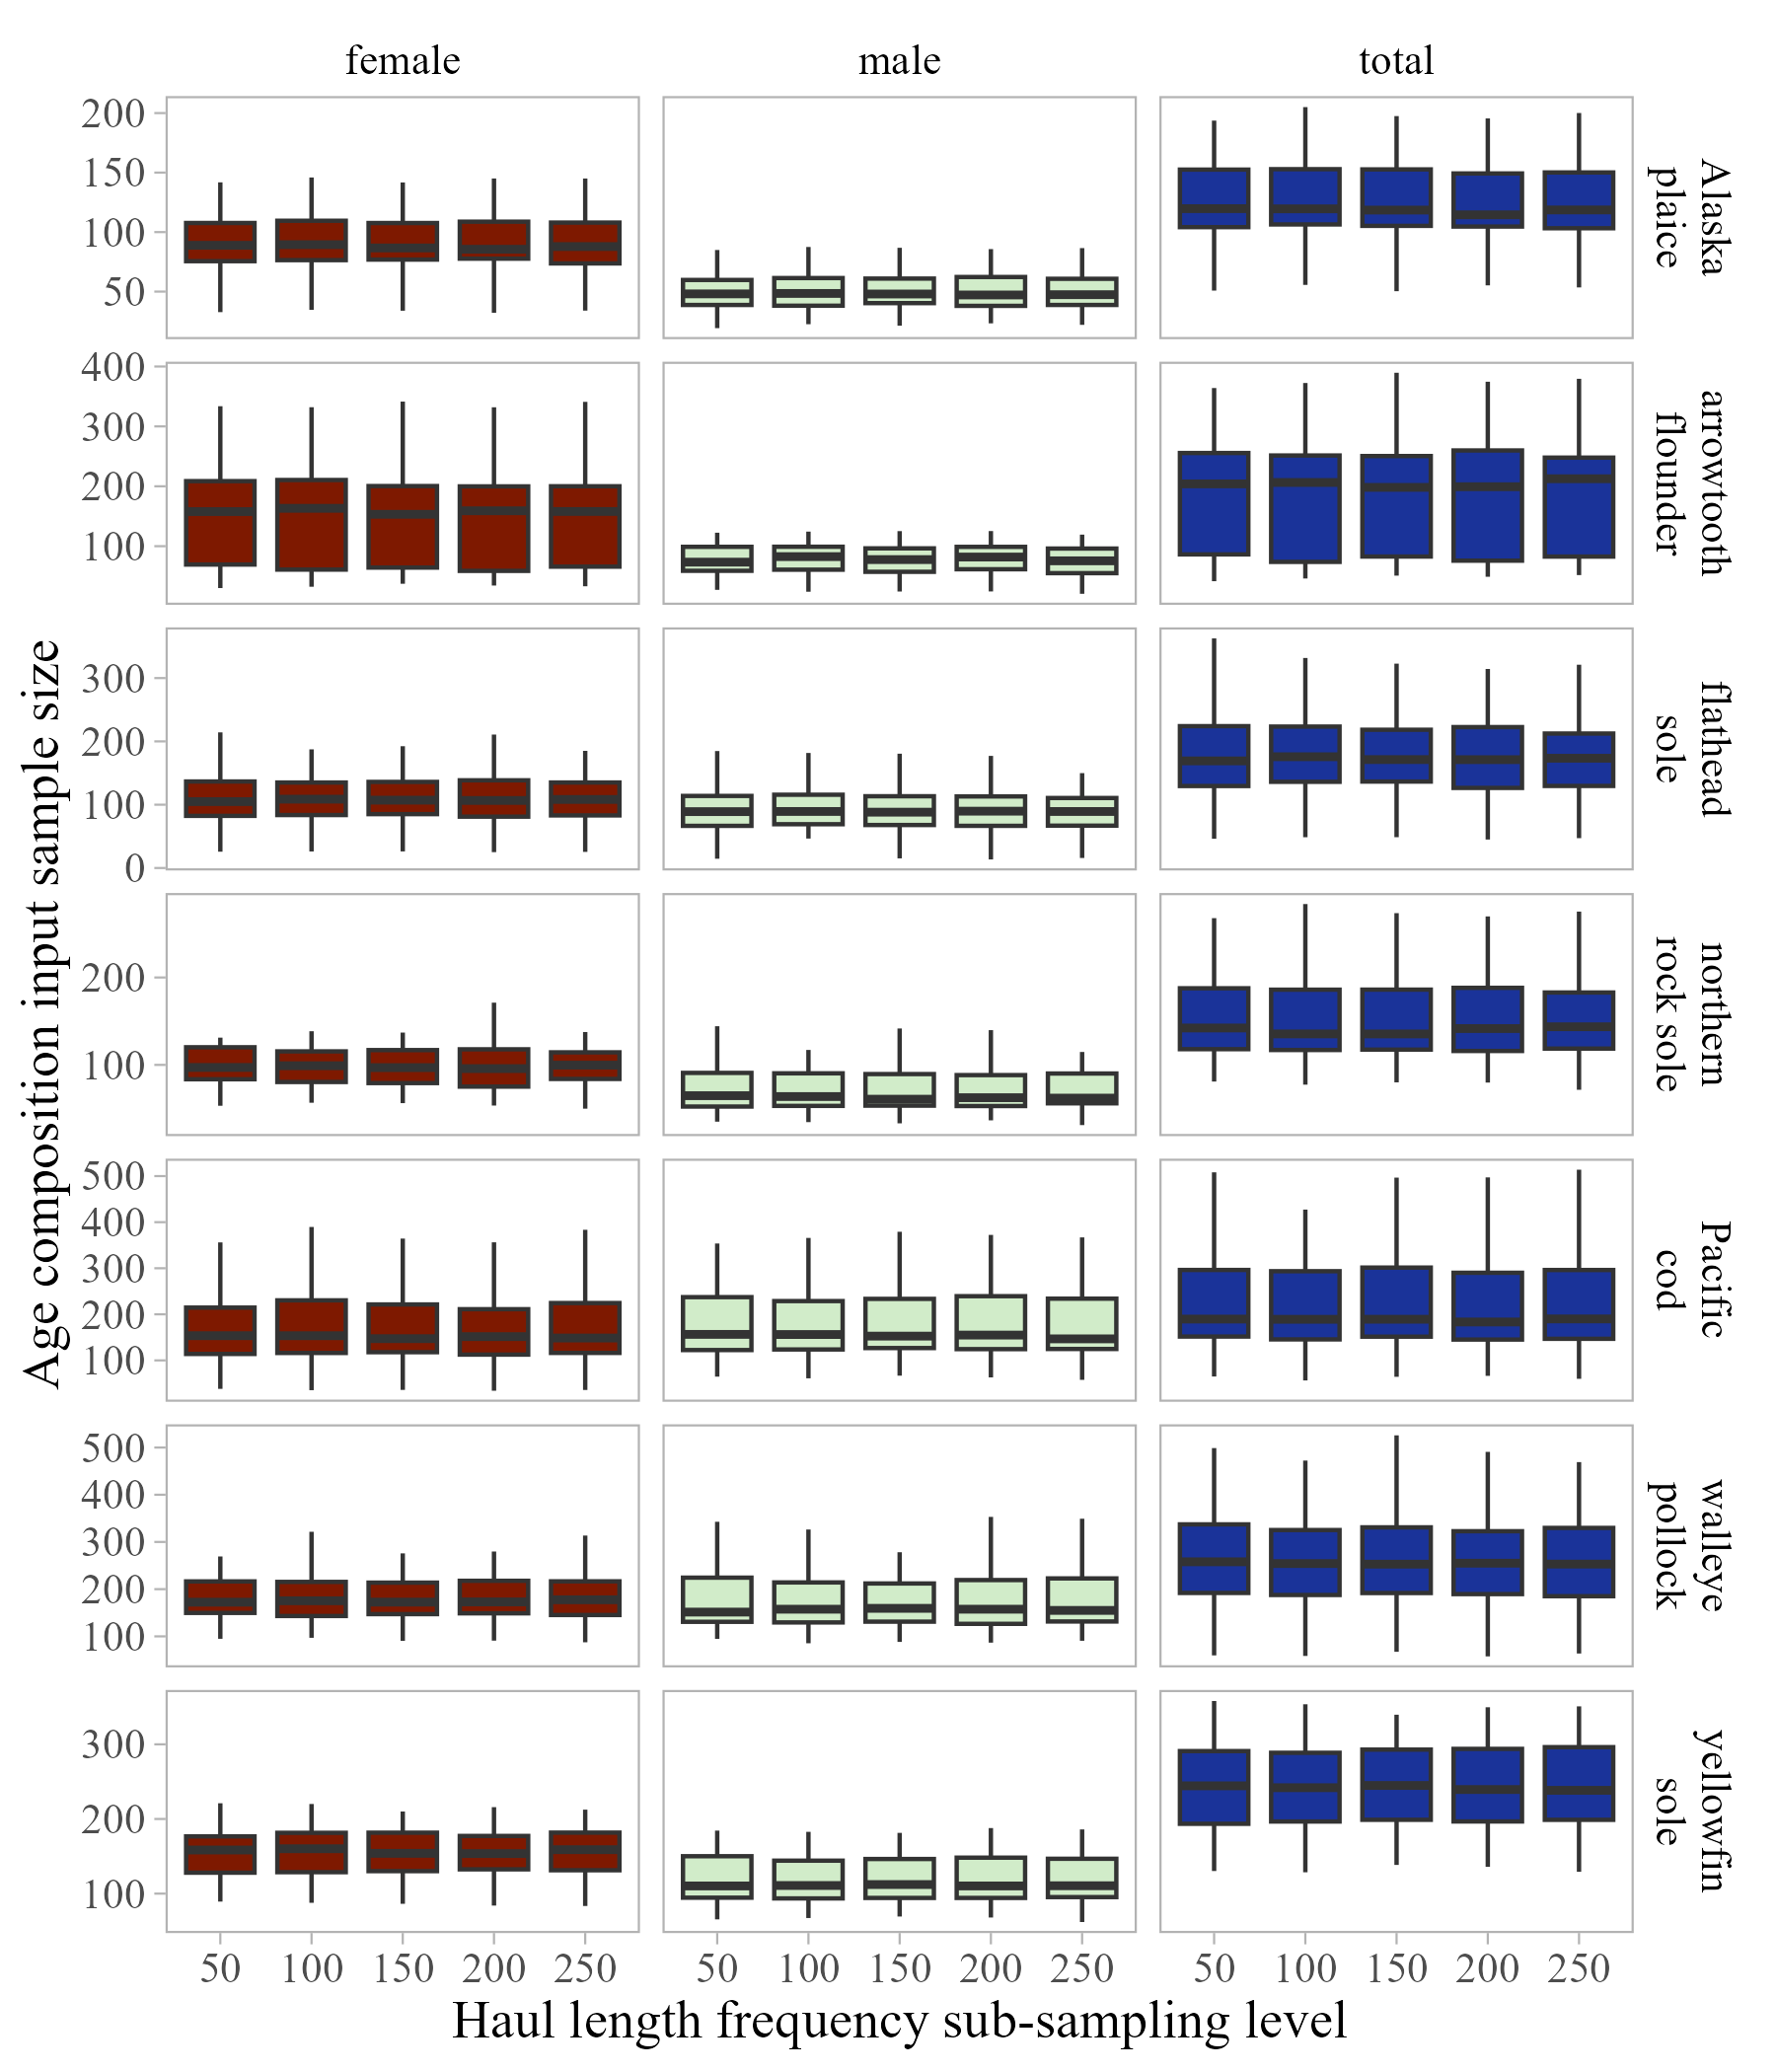 female male total
200
150
100
50
Alaska
plaice
400
300
200
100
arrowtooth
flounder
300
200
100
0
flathead
sole
200
100
northern
rock sole
500
400
300
200
100
Pacific
cod
500
400
300
200
100
walleye
pollock
300
200
100
yellowfin
sole
Age composition input sample size
50 100 150 200 250 50 100 150 200 250 50 100 150 200 250
Haul length frequency sub-sampling level